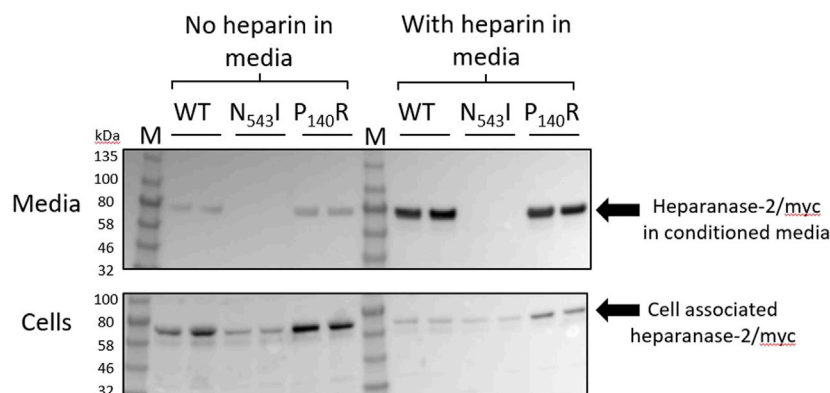 No heparin in
media
With heparin in
media
WT N543I P140R WT N543I P140R
kDa M M
135
100
80
58
46
32
Media
Heparanase-2/myc
in conditioned media
100
80
58
46
32
Cells
Cell associated
heparanase-2/myc